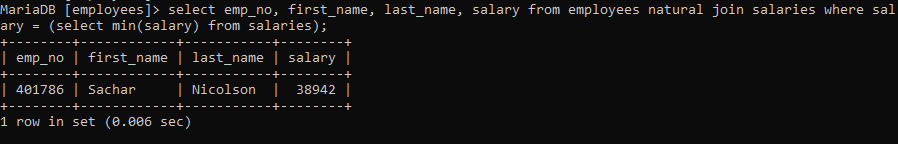 MariaDB [employees]> select emp_no, first_name, last_name, salary from employees natural join salaries where sal
ary = (select min(salary) from salaries);
+--------+------------+-----------+--------+
| emp_no | first_name | last_name | salary |
+--------+------------+-----------+--------+
| 401786 | Sachar     | Nicolson  |  38942 |
+--------+------------+-----------+--------+
1 row in set (0.006 sec)